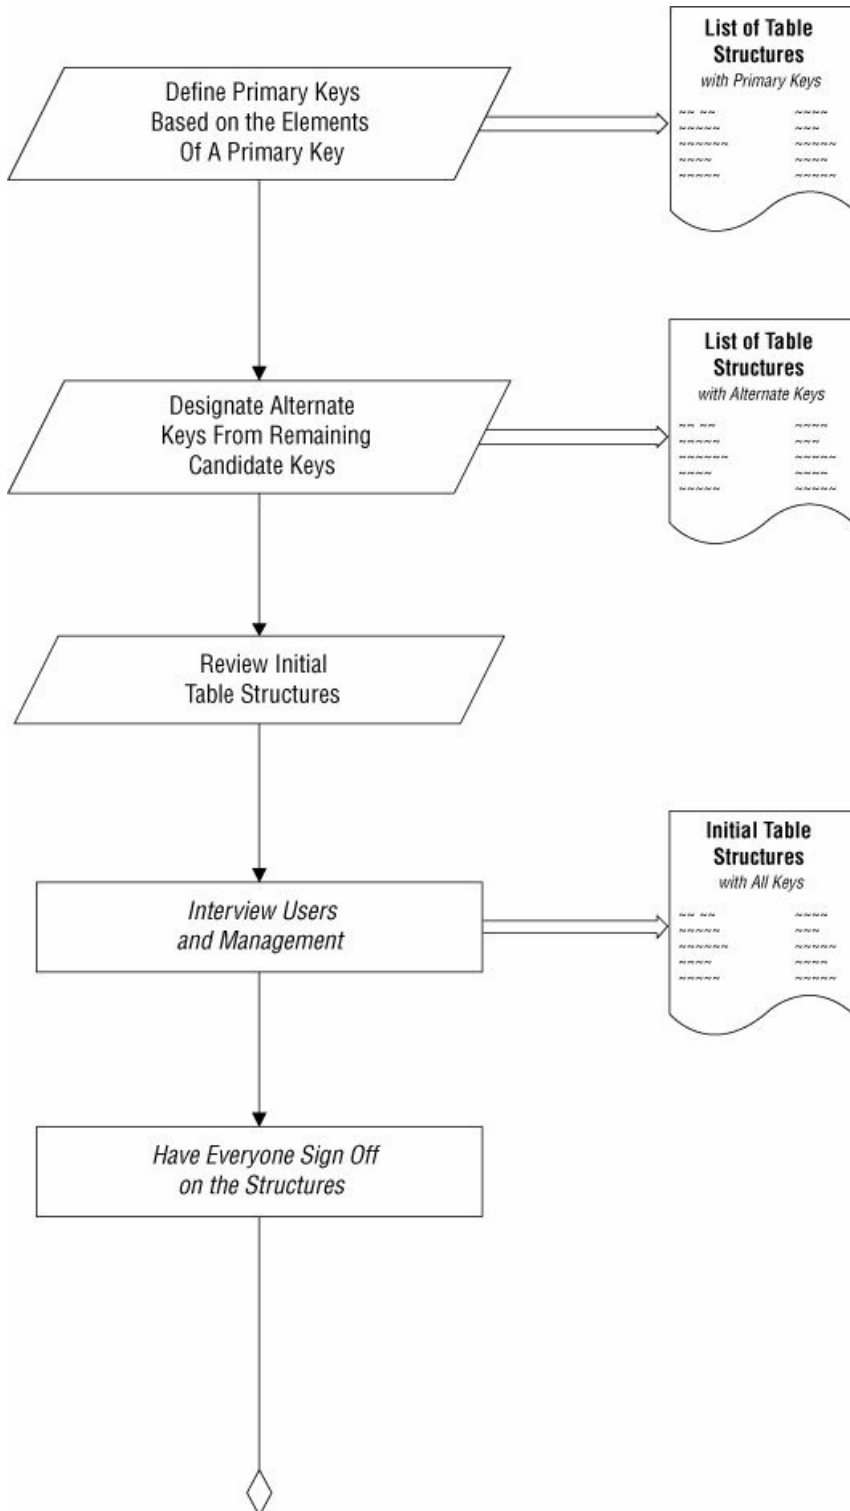 Define Primary Keys
Based on the Elements
Of A Primary Key
List of Table
Structures
with Primary Keys
Designate Alternate
Keys From Remaining
Candidate Keys
List of Table
Structures
with Alternate Keys
Review Initial
Table Structures
Interview Users
and Management
Initial Table
Structures
with All Keys
Have Everyone Sign Off
on the Structures